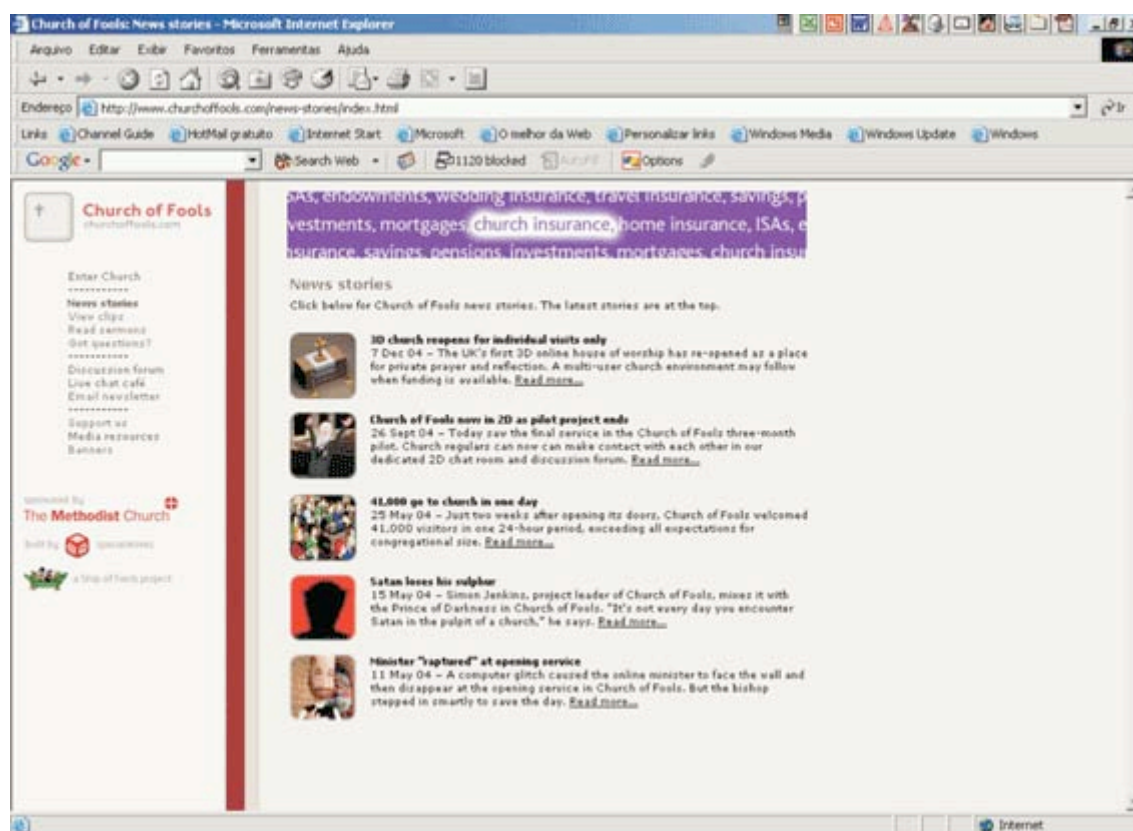 Church of Fools: News stories - Microsoft Internet Explorer
Arquivo Editar Exibir Favoritos Ferramentas Ajuda
Endereço http://www.churchoffools.com/news-stories/index.html Ir
Links Channel Guide HotMail gratuito Internet Start Microsoft O melhor da Web Personalizar links Windows Media Windows Update Windows
Google Search Web 1120 blocked Options
Church of Fools
churchoffools.com
Enter Church
-----------
News stories
View clips
Read sermons
Got questions?
-----------
Discussion forum
Live chat café
Email newsletter
-----------
Support us
Media resources
Banners
sponsored by
The Methodist Church
built by specialmoves
a Ship of Fools project
SAs, endowments, wedding insurance, travel insurance, savings, p
vestments, mortgages, church insurance, home insurance, ISAs, e
nsurance, savings, pensions, investments, mortgages, church insur
News stories
Click below for Church of Fools news stories. The latest stories are at the top.
3D church reopens for individual visits only
7 Dec 04 – The UK's first 3D online house of worship has re-opened as a place
for private prayer and reflection. A multi-user church environment may follow
when funding is available. Read more...
Church of Fools now in 2D as pilot project ends
26 Sept 04 – Today saw the final service in the Church of Fools three-month
pilot. Church regulars can now can make contact with each other in our
dedicated 2D chat room and discussion forum. Read more...
41,000 go to church in one day
25 May 04 – Just two weeks after opening its doors, Church of Fools welcomed
41,000 visitors in one 24-hour period, exceeding all expectations for
congregational size. Read more...
Satan loses his sulphur
15 May 04 – Simon Jenkins, project leader of Church of Fools, mixes it with
the Prince of Darkness in Church of Fools. "It's not every day you encounter
Satan in the pulpit of a church," he says. Read more...
Minister "raptured" at opening service
11 May 04 – A computer glitch caused the online minister to face the wall and
then disappear at the opening service in Church of Fools. But the bishop
stepped in smartly to save the day. Read more...
Internet